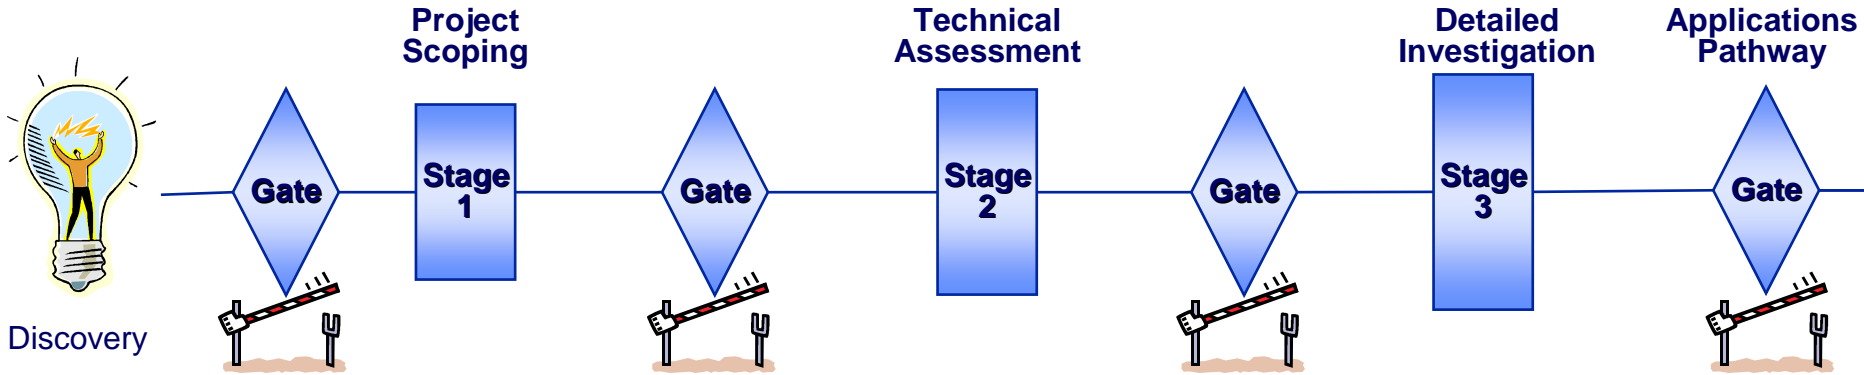 Project
Scoping
Technical
Assessment
Detailed
Investigation
Applications
Pathway
Gate
Stage
1
Gate
Stage
2
Gate
Stage
3
Gate
Discovery